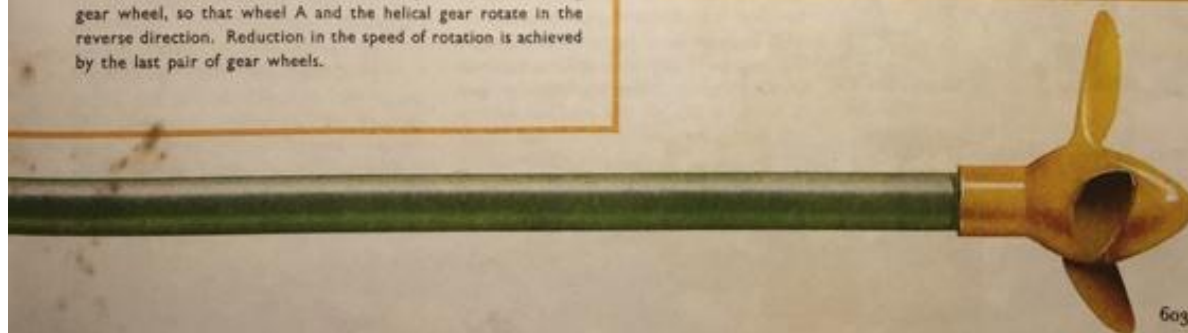 gear wheel, so that wheel A and the helical gear rotate in the
reverse direction. Reduction in the speed of rotation is achieved
by the last pair of gear wheels.
603